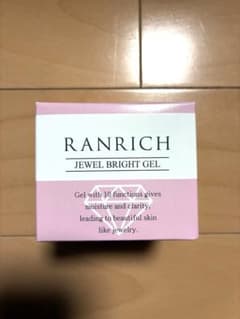 RANRICH
JEWEL BRIGHT GEL
Gel with 10 functions gives
moisture and clarity,
leading to beautiful skin
like jewelry.